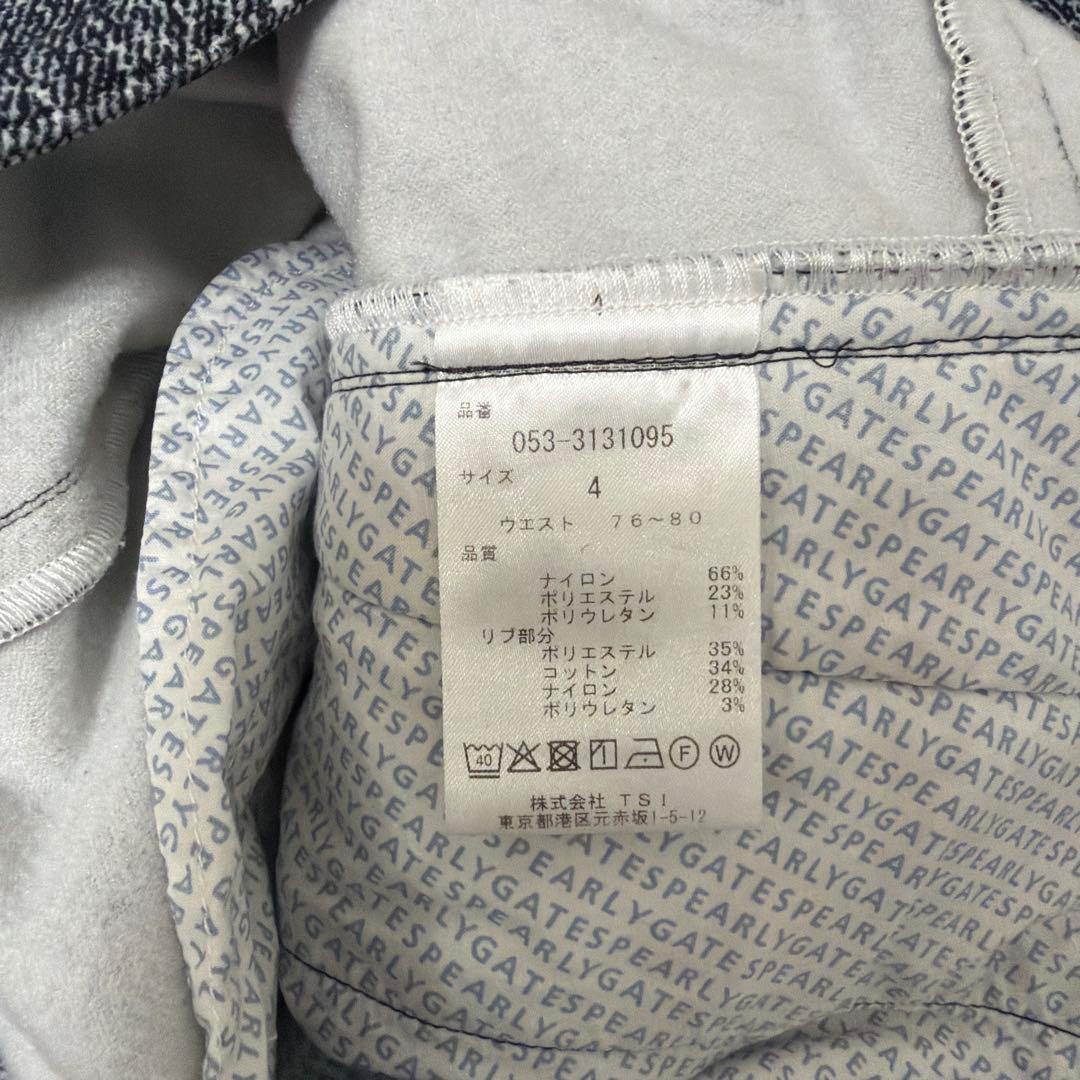 4
品番
053-3131095
サイズ
4
ウエスト 76~80
品質
ナイロン 66%
ポリエステル 23%
ポリウレタン 11%
リブ部分
ポリエステル 35%
コットン 34%
ナイロン 28%
ポリウレタン 3%
40 F W
株式会社 TSI
東京都港区元赤坂1-5-12
PEARLYGATES